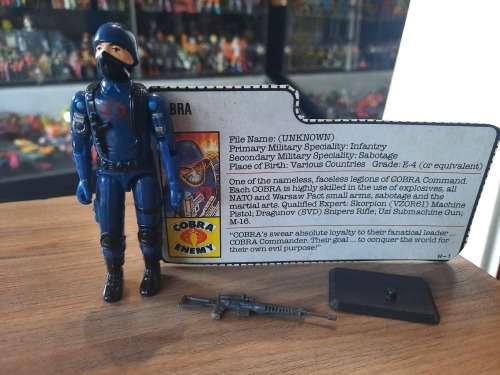 BRA
File Name: (UNKNOWN)
Primary Military Speciality: Infantry
Secondary Military Speciality: Sabotage
Place of Birth: Various Countries Grade: E-4 (or equivalent)
One of the nameless, faceless legions of COBRA Command.
Each COBRA is highly skilled in the use of explosives, all
NATO and Warsaw Pact small arms, sabotage and the
martial arts. Qualified Expert: Skorpion (VZOR61) Machine
Pistol; Dragunov (SVD) Snipers Rifle; Uzi Submachine Gun;
M-16.
"COBRA's swear absolute loyalty to their fanatical leader
COBRA Commander. Their goal ... to conquer the world for
their own evil purpose!"
COBRA
ENEMY